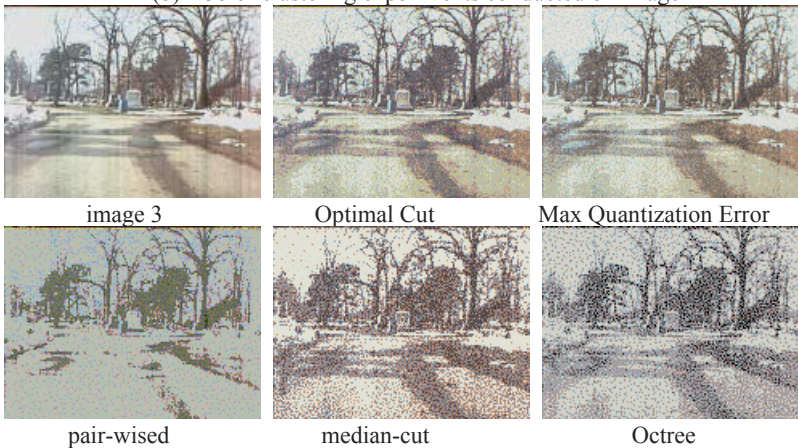 image 3 Optimal Cut Max Quantization Error
pair-wised median-cut Octree